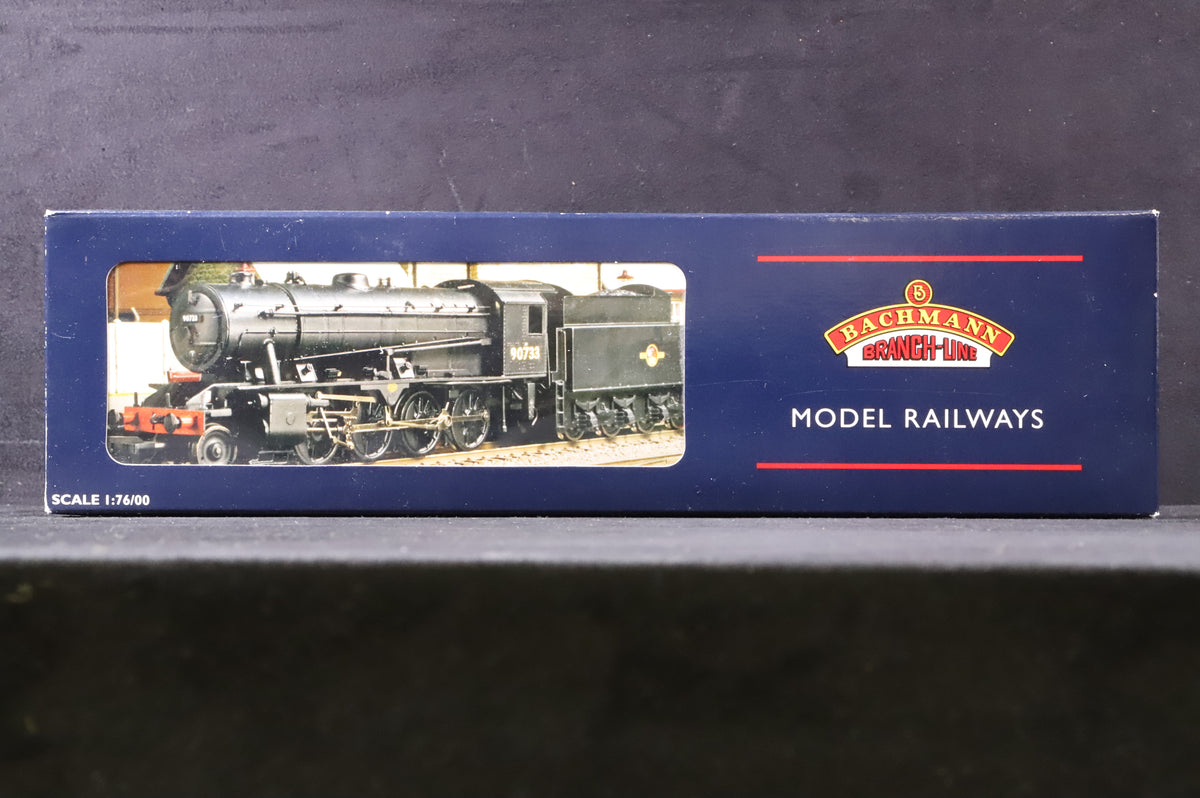 90733
90733
B
BACHMANN
BRANCH-LINE
MODEL RAILWAYS
SCALE 1:76/00